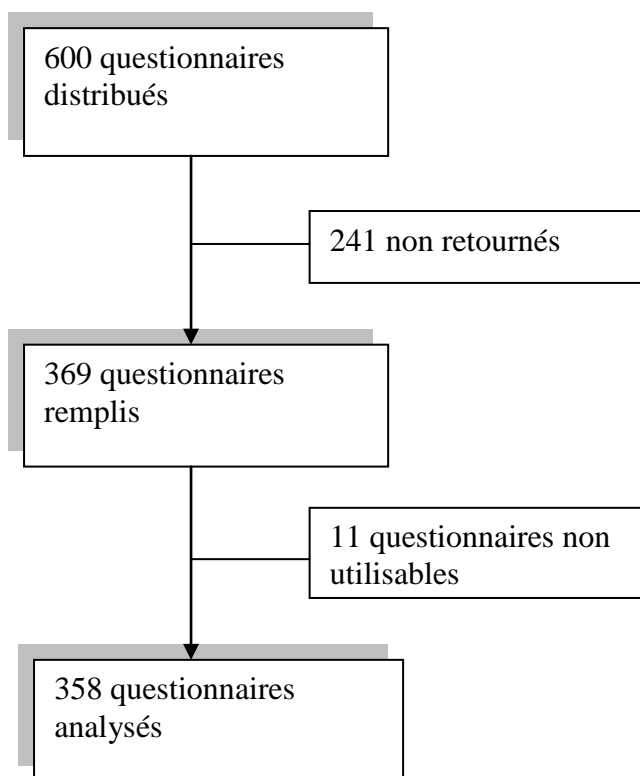 600 questionnaires
distribués
241 non retournés
369 questionnaires
remplis
11 questionnaires non
utilisables
358 questionnaires
analysés